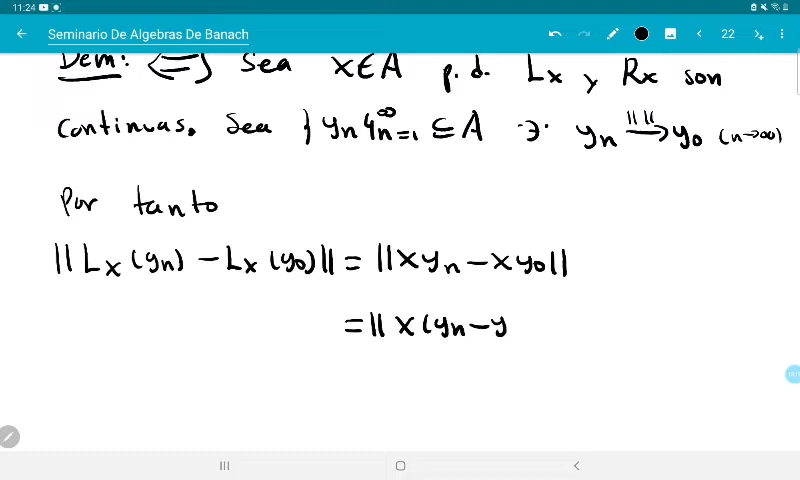 11:24
Seminario De Algebras De Banach
22
Dem: (⇐) Sea x∈A p.d. Lx y Rx son
continuas. Sea {yn}n=1^∞ ⊆ A ∋· yn —‖·‖→ y0 (n→∞)
Por tanto
||Lx(yn) - Lx(y0)|| = ||xyn - xy0||
= || x(yn - y